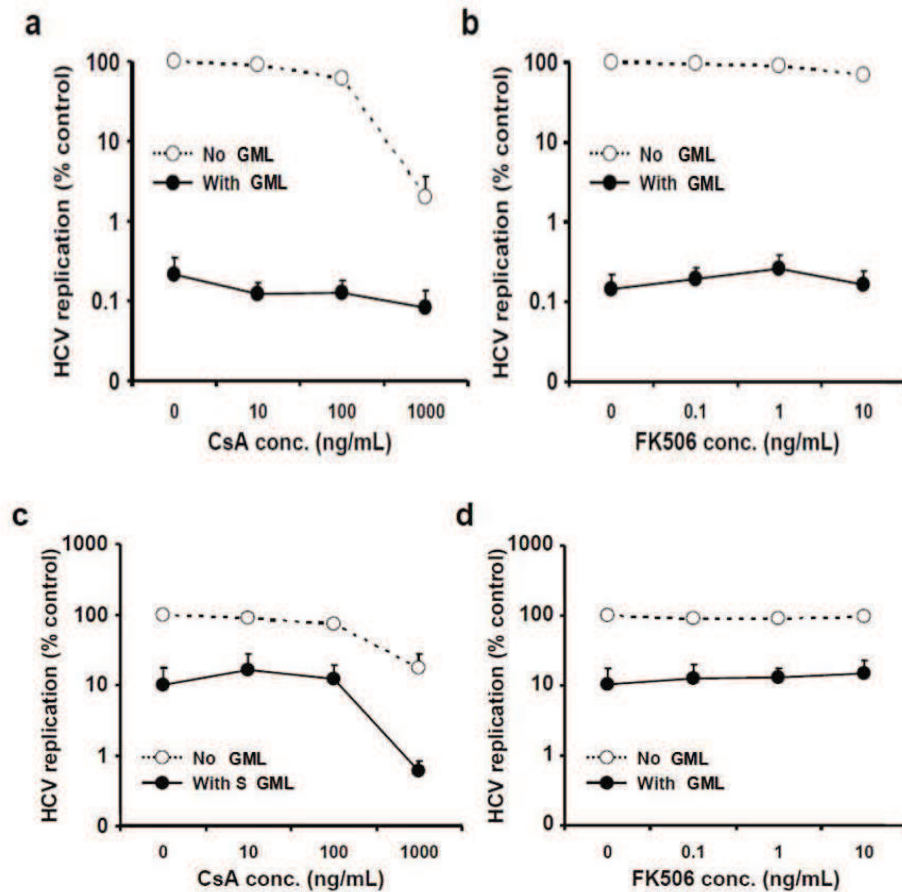 a
HCV replication (% control)
100
10
1
0.1
0
No GML
With GML
0 10 100 1000
CsA conc. (ng/mL)
b
HCV replication (% control)
100
10
1
0.1
0
No GML
With GML
0 0.1 1 10
FK506 conc. (ng/mL)
c
HCV replication (% control)
1000
100
10
1
0
No GML
With S GML
0 10 100 1000
CsA conc. (ng/mL)
d
HCV replication (% control)
1000
100
10
1
0
No GML
With GML
0 0.1 1 10
FK506 conc. (ng/mL)